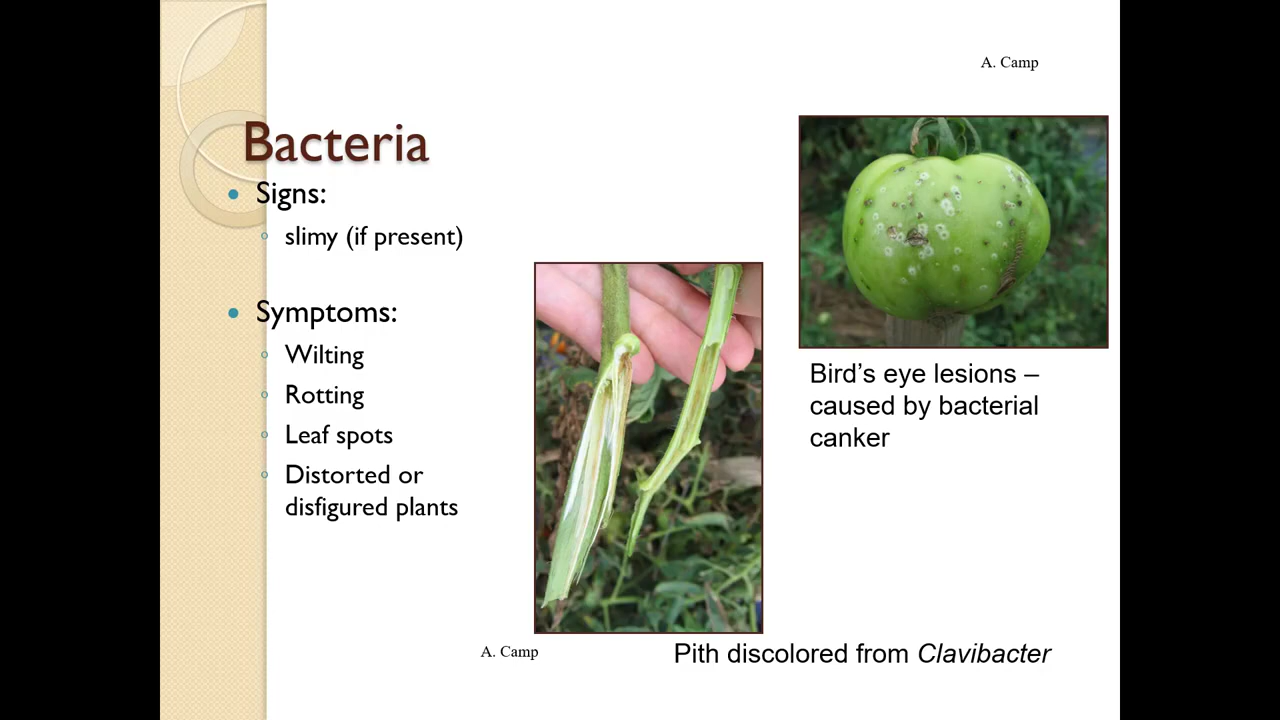 A. Camp
Bacteria
• Signs:
◦ slimy (if present)
• Symptoms:
◦ Wilting
◦ Rotting
◦ Leaf spots
◦ Distorted or
disfigured plants
Bird’s eye lesions –
caused by bacterial
canker
A. Camp
Pith discolored from Clavibacter